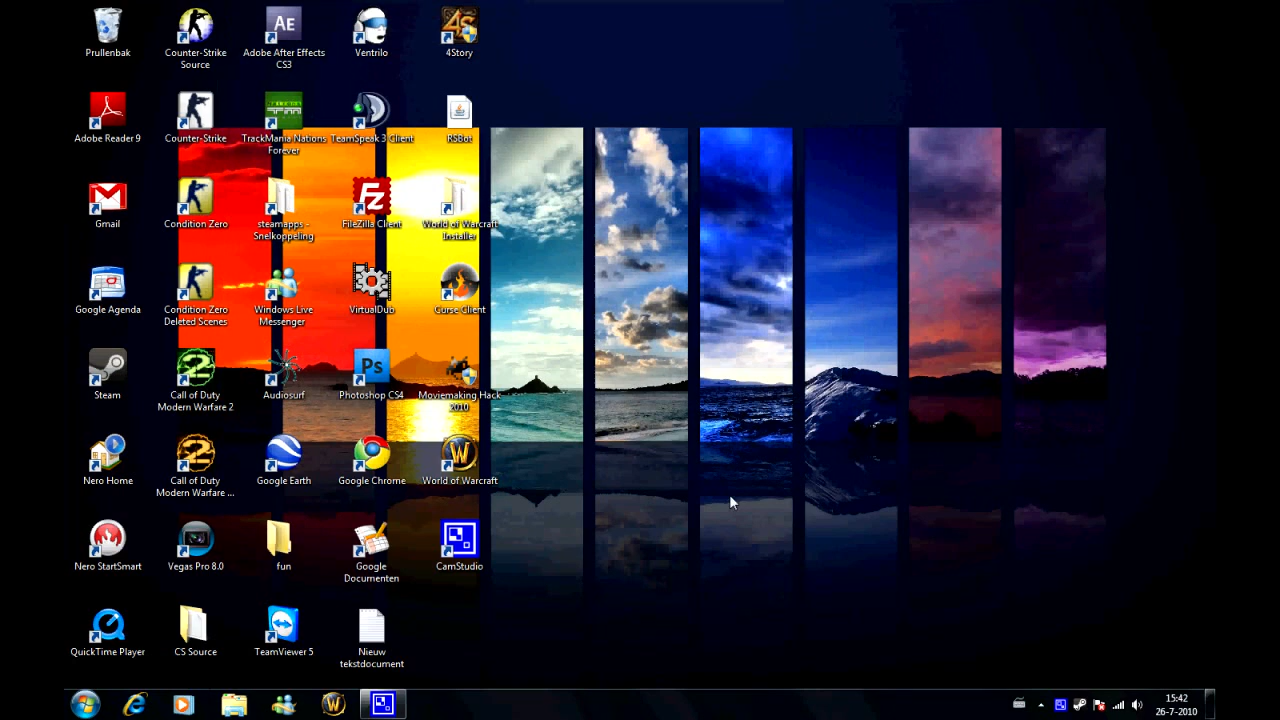 Prullenbak
Counter-Strike
Source
Adobe After Effects
CS3
Ventrilo
4Story
Adobe Reader 9
Counter-Strike
TrackMania Nations
Forever
TeamSpeak 3 Client
RSBot
Gmail
Condition Zero
steamapps -
Snelkoppeling
FileZilla Client
World of Warcraft
Installer
Google Agenda
Condition Zero
Deleted Scenes
Windows Live
Messenger
VirtualDub
Curse Client
Steam
Call of Duty
Modern Warfare 2
Audiosurf
Photoshop CS4
Moviemaking Hack
2010
Nero Home
Call of Duty
Modern Warfare ...
Google Earth
Google Chrome
World of Warcraft
Nero StartSmart
Vegas Pro 8.0
fun
Google
Documenten
CamStudio
QuickTime Player
CS Source
TeamViewer 5
Nieuw
tekstdocument
15:42
26-7-2010